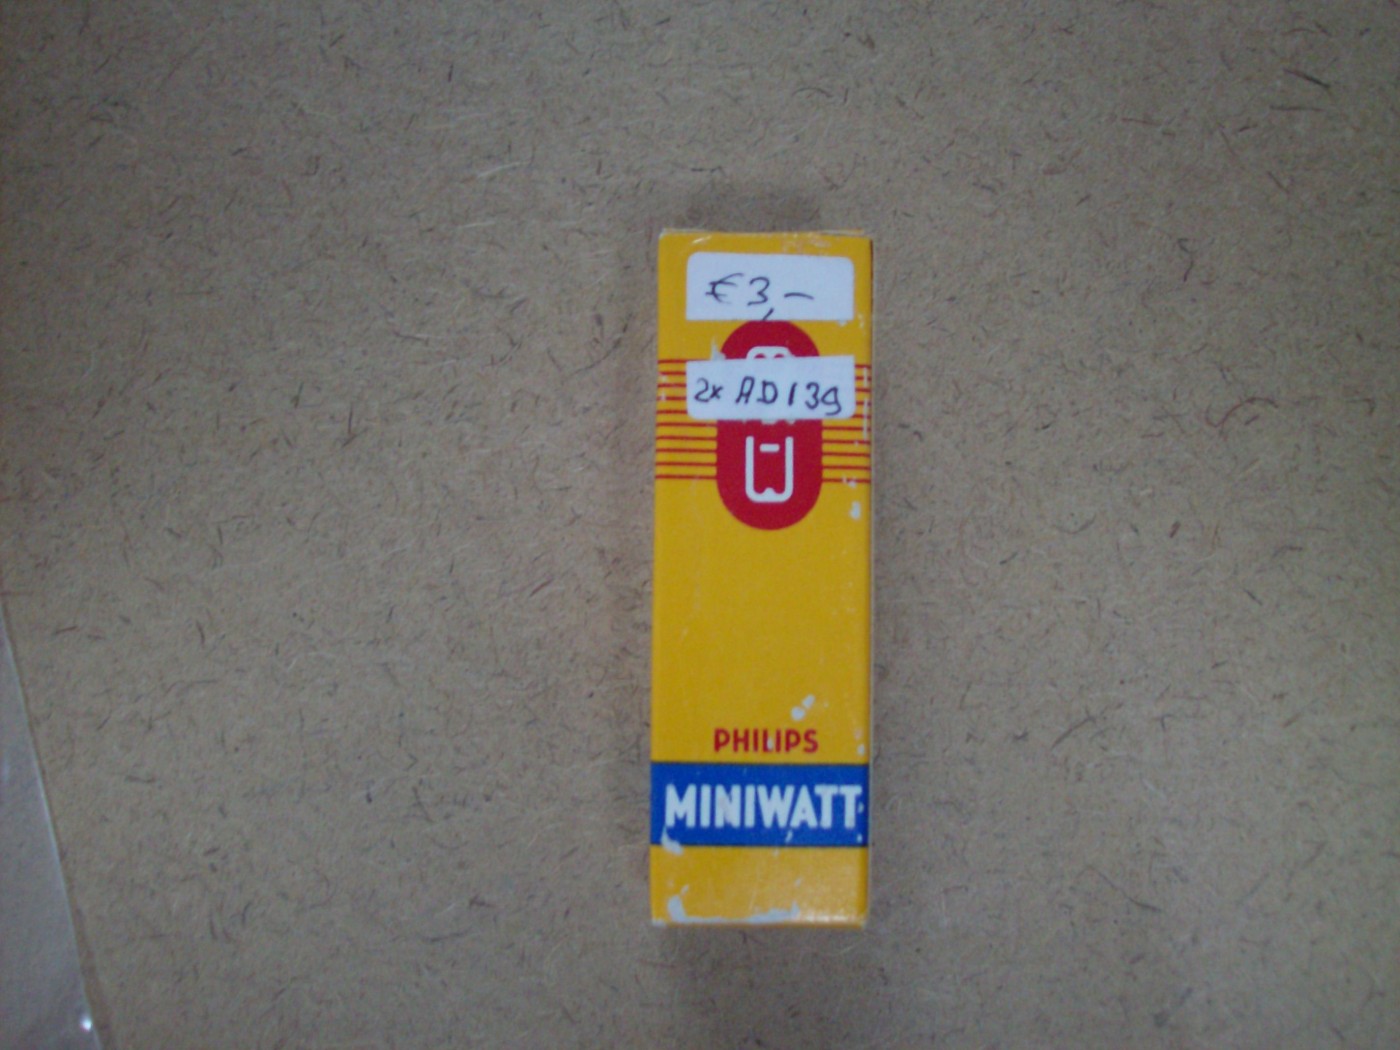 €3,-
2x AD139
PHILIPS
MINIWATT